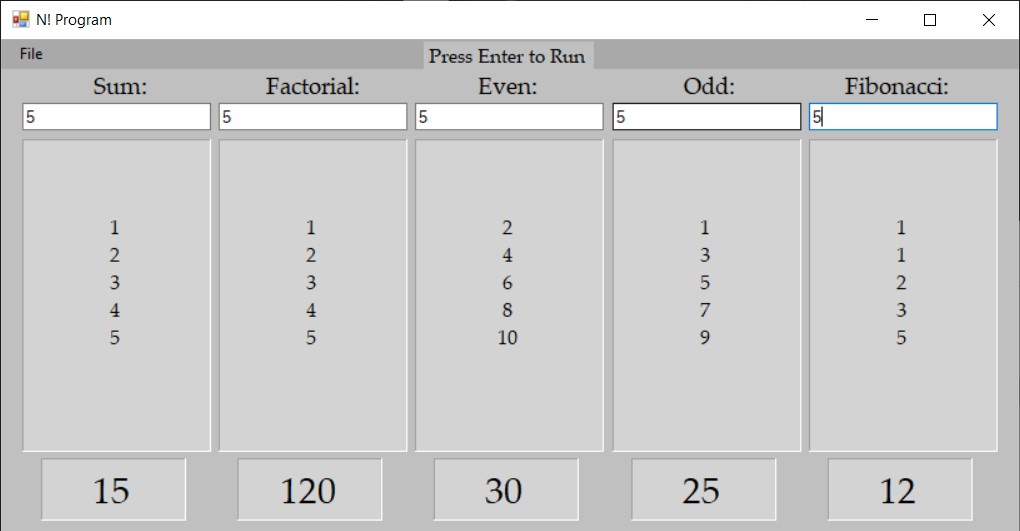 N! Program
File
Press Enter to Run
Sum: Factorial: Even: Odd: Fibonacci:
5 5 5 5 5
1 1 2 1 1
2 2 4 3 1
3 3 6 5 2
4 4 8 7 3
5 5 10 9 5
15 120 30 25 12